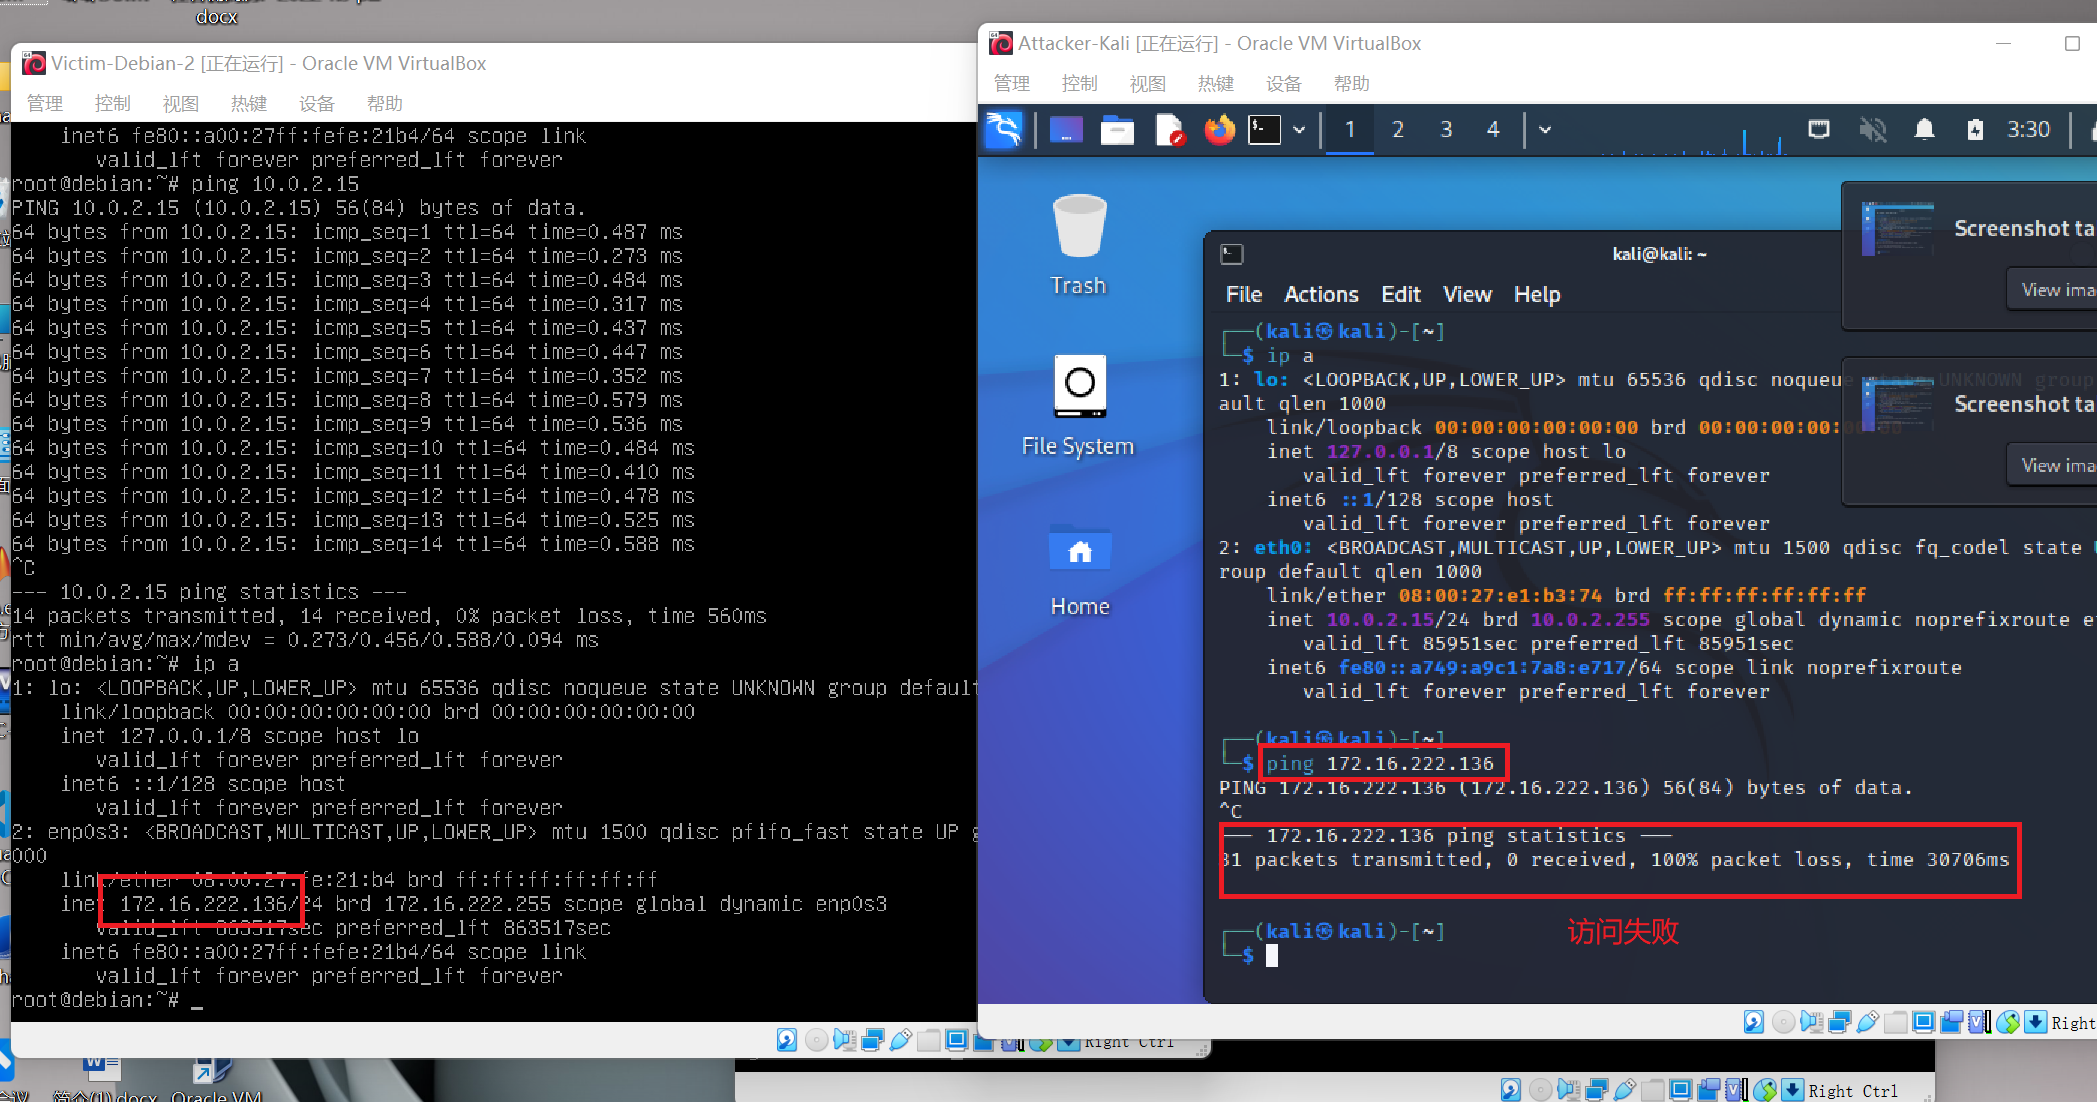 docx
Victim-Debian-2 [正在运行] - Oracle VM VirtualBox
管理 控制 视图 热键 设备 帮助
inet6 fe80::a00:27ff:fefe:21b4/64 scope link
valid_lft forever preferred_lft forever
root@debian:~# ping 10.0.2.15
PING 10.0.2.15 (10.0.2.15) 56(84) bytes of data.
64 bytes from 10.0.2.15: icmp_seq=1 ttl=64 time=0.487 ms
64 bytes from 10.0.2.15: icmp_seq=2 ttl=64 time=0.273 ms
64 bytes from 10.0.2.15: icmp_seq=3 ttl=64 time=0.484 ms
64 bytes from 10.0.2.15: icmp_seq=4 ttl=64 time=0.317 ms
64 bytes from 10.0.2.15: icmp_seq=5 ttl=64 time=0.437 ms
64 bytes from 10.0.2.15: icmp_seq=6 ttl=64 time=0.447 ms
64 bytes from 10.0.2.15: icmp_seq=7 ttl=64 time=0.352 ms
64 bytes from 10.0.2.15: icmp_seq=8 ttl=64 time=0.579 ms
64 bytes from 10.0.2.15: icmp_seq=9 ttl=64 time=0.536 ms
64 bytes from 10.0.2.15: icmp_seq=10 ttl=64 time=0.484 ms
64 bytes from 10.0.2.15: icmp_seq=11 ttl=64 time=0.410 ms
64 bytes from 10.0.2.15: icmp_seq=12 ttl=64 time=0.478 ms
64 bytes from 10.0.2.15: icmp_seq=13 ttl=64 time=0.525 ms
64 bytes from 10.0.2.15: icmp_seq=14 ttl=64 time=0.588 ms
^C
--- 10.0.2.15 ping statistics ---
14 packets transmitted, 14 received, 0% packet loss, time 560ms
rtt min/avg/max/mdev = 0.273/0.456/0.588/0.094 ms
root@debian:~# ip a
1: lo: <LOOPBACK,UP,LOWER_UP> mtu 65536 qdisc noqueue state UNKNOWN group default
link/loopback 00:00:00:00:00:00 brd 00:00:00:00:00:00
inet 127.0.0.1/8 scope host lo
valid_lft forever preferred_lft forever
inet6 ::1/128 scope host
valid_lft forever preferred_lft forever
2: enp0s3: <BROADCAST,MULTICAST,UP,LOWER_UP> mtu 1500 qdisc pfifo_fast state UP g
000
link/ether 08:00:27:fe:21:b4 brd ff:ff:ff:ff:ff:ff
inet 172.16.222.136/24 brd 172.16.222.255 scope global dynamic enp0s3
valid_lft 863517sec preferred_lft 863517sec
inet6 fe80::a00:27ff:fefe:21b4/64 scope link
valid_lft forever preferred_lft forever
root@debian:~# _
Right Ctrl
简介(1).docx Oracle VM
Attacker-Kali [正在运行] - Oracle VM VirtualBox
管理 控制 视图 热键 设备 帮助
1 2 3 4 3:30
Trash
File System
Home
Screenshot ta
View ima
Screenshot ta
View ima
kali@kali: ~
File Actions Edit View Help
(kali㉿kali)-[~]
$ ip a
1: lo: <LOOPBACK,UP,LOWER_UP> mtu 65536 qdisc noqueue state UNKNOWN group
ault qlen 1000
link/loopback 00:00:00:00:00:00 brd 00:00:00:00:00:00
inet 127.0.0.1/8 scope host lo
valid_lft forever preferred_lft forever
inet6 ::1/128 scope host
valid_lft forever preferred_lft forever
2: eth0: <BROADCAST,MULTICAST,UP,LOWER_UP> mtu 1500 qdisc fq_codel state
roup default qlen 1000
link/ether 08:00:27:e1:b3:74 brd ff:ff:ff:ff:ff:ff
inet 10.0.2.15/24 brd 10.0.2.255 scope global dynamic noprefixroute e
valid_lft 85951sec preferred_lft 85951sec
inet6 fe80::a749:a9c1:7a8:e717/64 scope link noprefixroute
valid_lft forever preferred_lft forever
(kali㉿kali)-[~]
$ ping 172.16.222.136
PING 172.16.222.136 (172.16.222.136) 56(84) bytes of data.
^C
--- 172.16.222.136 ping statistics ---
31 packets transmitted, 0 received, 100% packet loss, time 30706ms
访问失败
(kali㉿kali)-[~]
$
Right
Right Ctrl